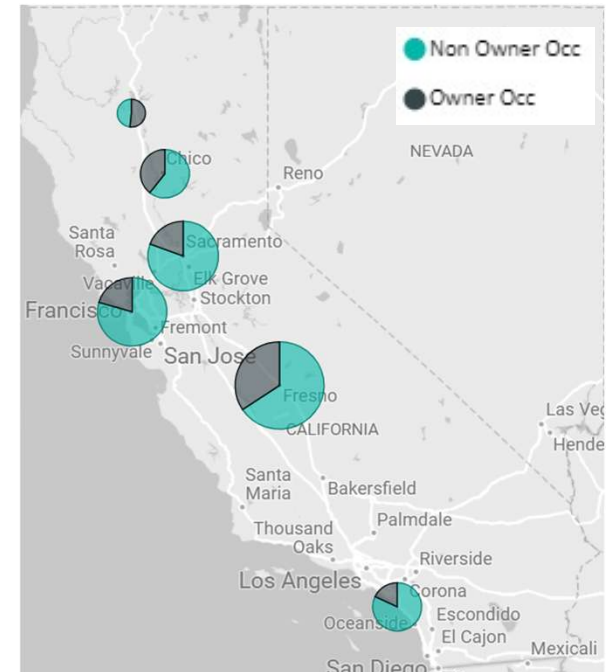 Non Owner Occ
Owner Occ
NEVADA
Chico
Reno
Santa
Rosa
Sacramento
Vacaville
Elk Grove
Stockton
Francisco
Fremont
Sunnyvale
San Jose
Fresno
CALIFORNIA
Las Veg
Hende
Santa
Maria
Bakersfield
Palmdale
Thousand
Oaks
Riverside
Los Angeles
Corona
Oceanside
Escondido
El Cajon
Mexicali
San Diego